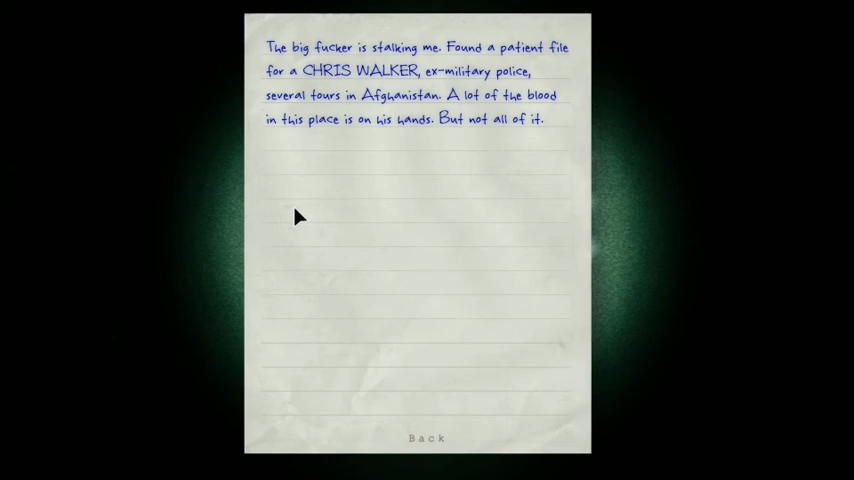 The big fucker is stalking me. Found a patient file
for a CHRIS WALKER, ex-military police,
several tours in Afghanistan. A lot of the blood
in this place is on his hands. But not all of it.
Back